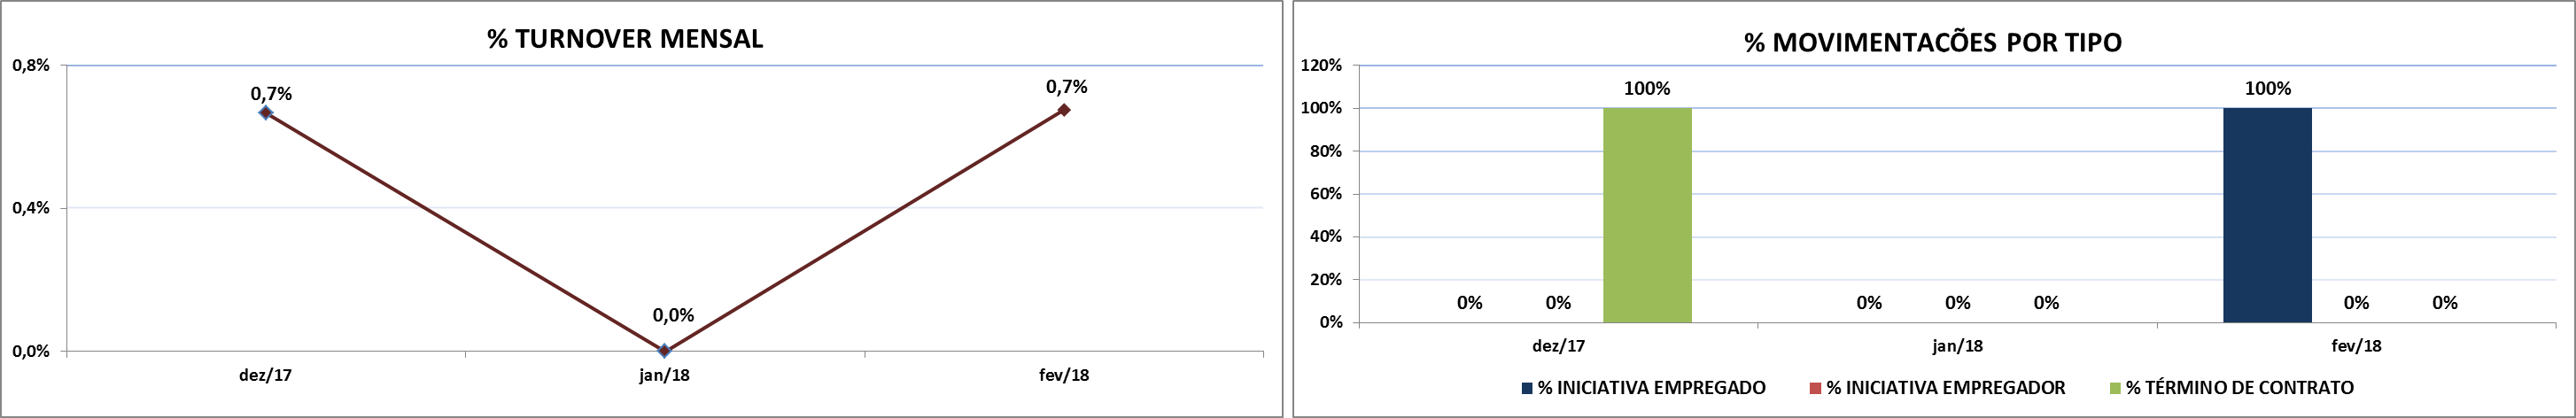 % TURNOVER MENSAL
0,8%
0,4%
0,0%
0,7%
0,0%
0,7%
dez/17
jan/18
fev/18
% MOVIMENTACÕES POR TIPO
120%
100%
80%
60%
40%
20%
0%
0%
0%
100%
0%
0%
0%
100%
0%
0%
dez/17
jan/18
fev/18
% INICIATIVA EMPREGADO
% INICIATIVA EMPREGADOR
% TÉRMINO DE CONTRATO